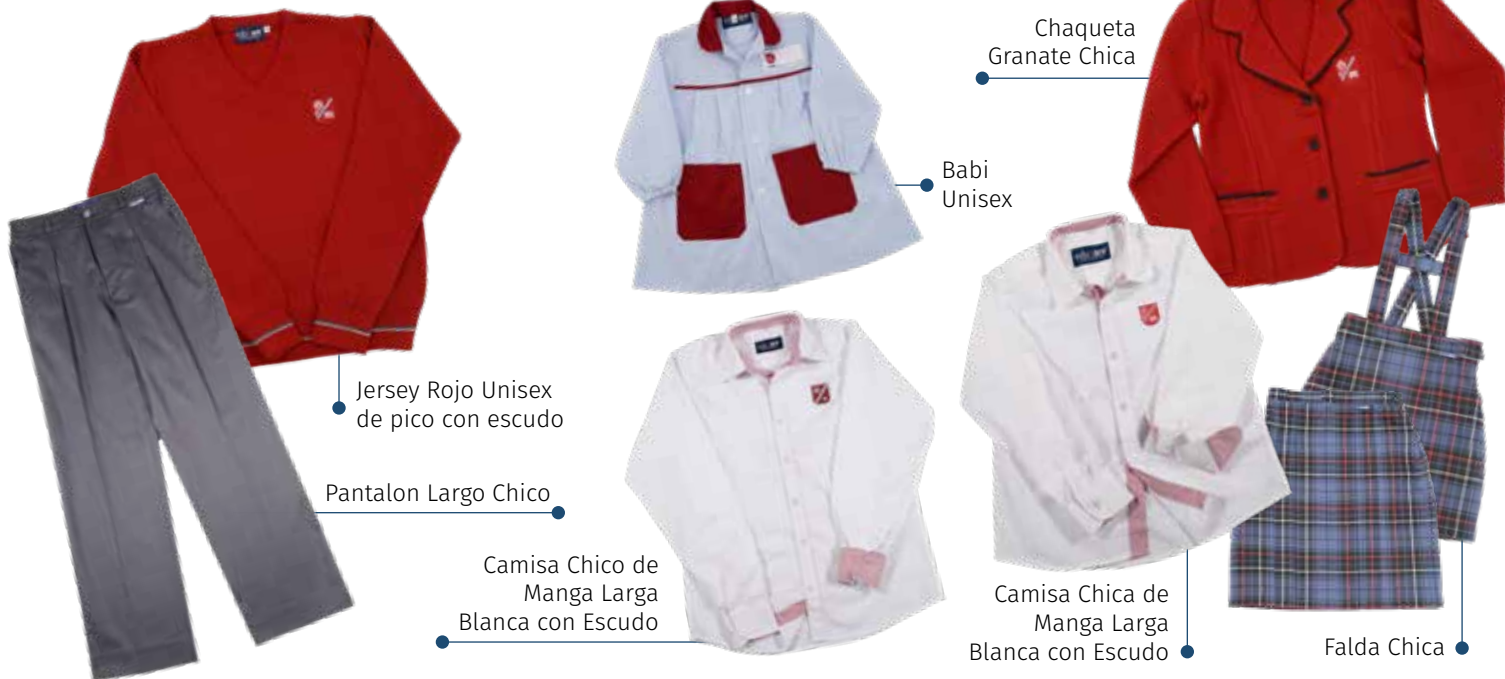 Chaqueta
Granate Chica
Babi
Unisex
Jersey Rojo Unisex
de pico con escudo
Pantalon Largo Chico
Camisa Chico de
Manga Larga
Blanca con Escudo
Camisa Chica de
Manga Larga
Blanca con Escudo
Falda Chica